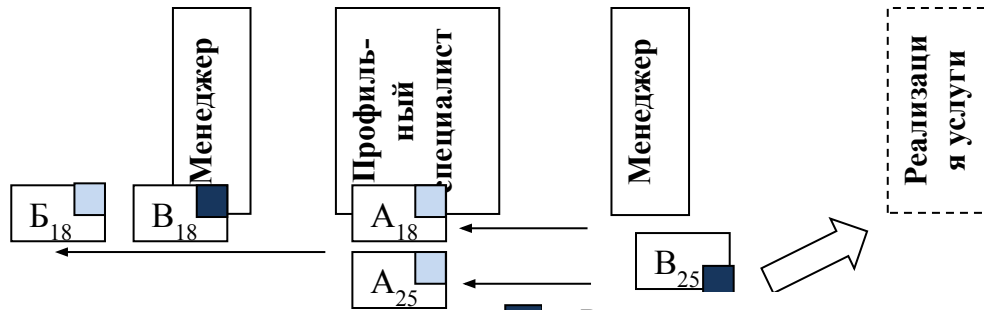 Менеджер
Профиль-
ный
специалист
Менеджер
Реализаци
я услуги
Б18
В18
А18
В25
А25